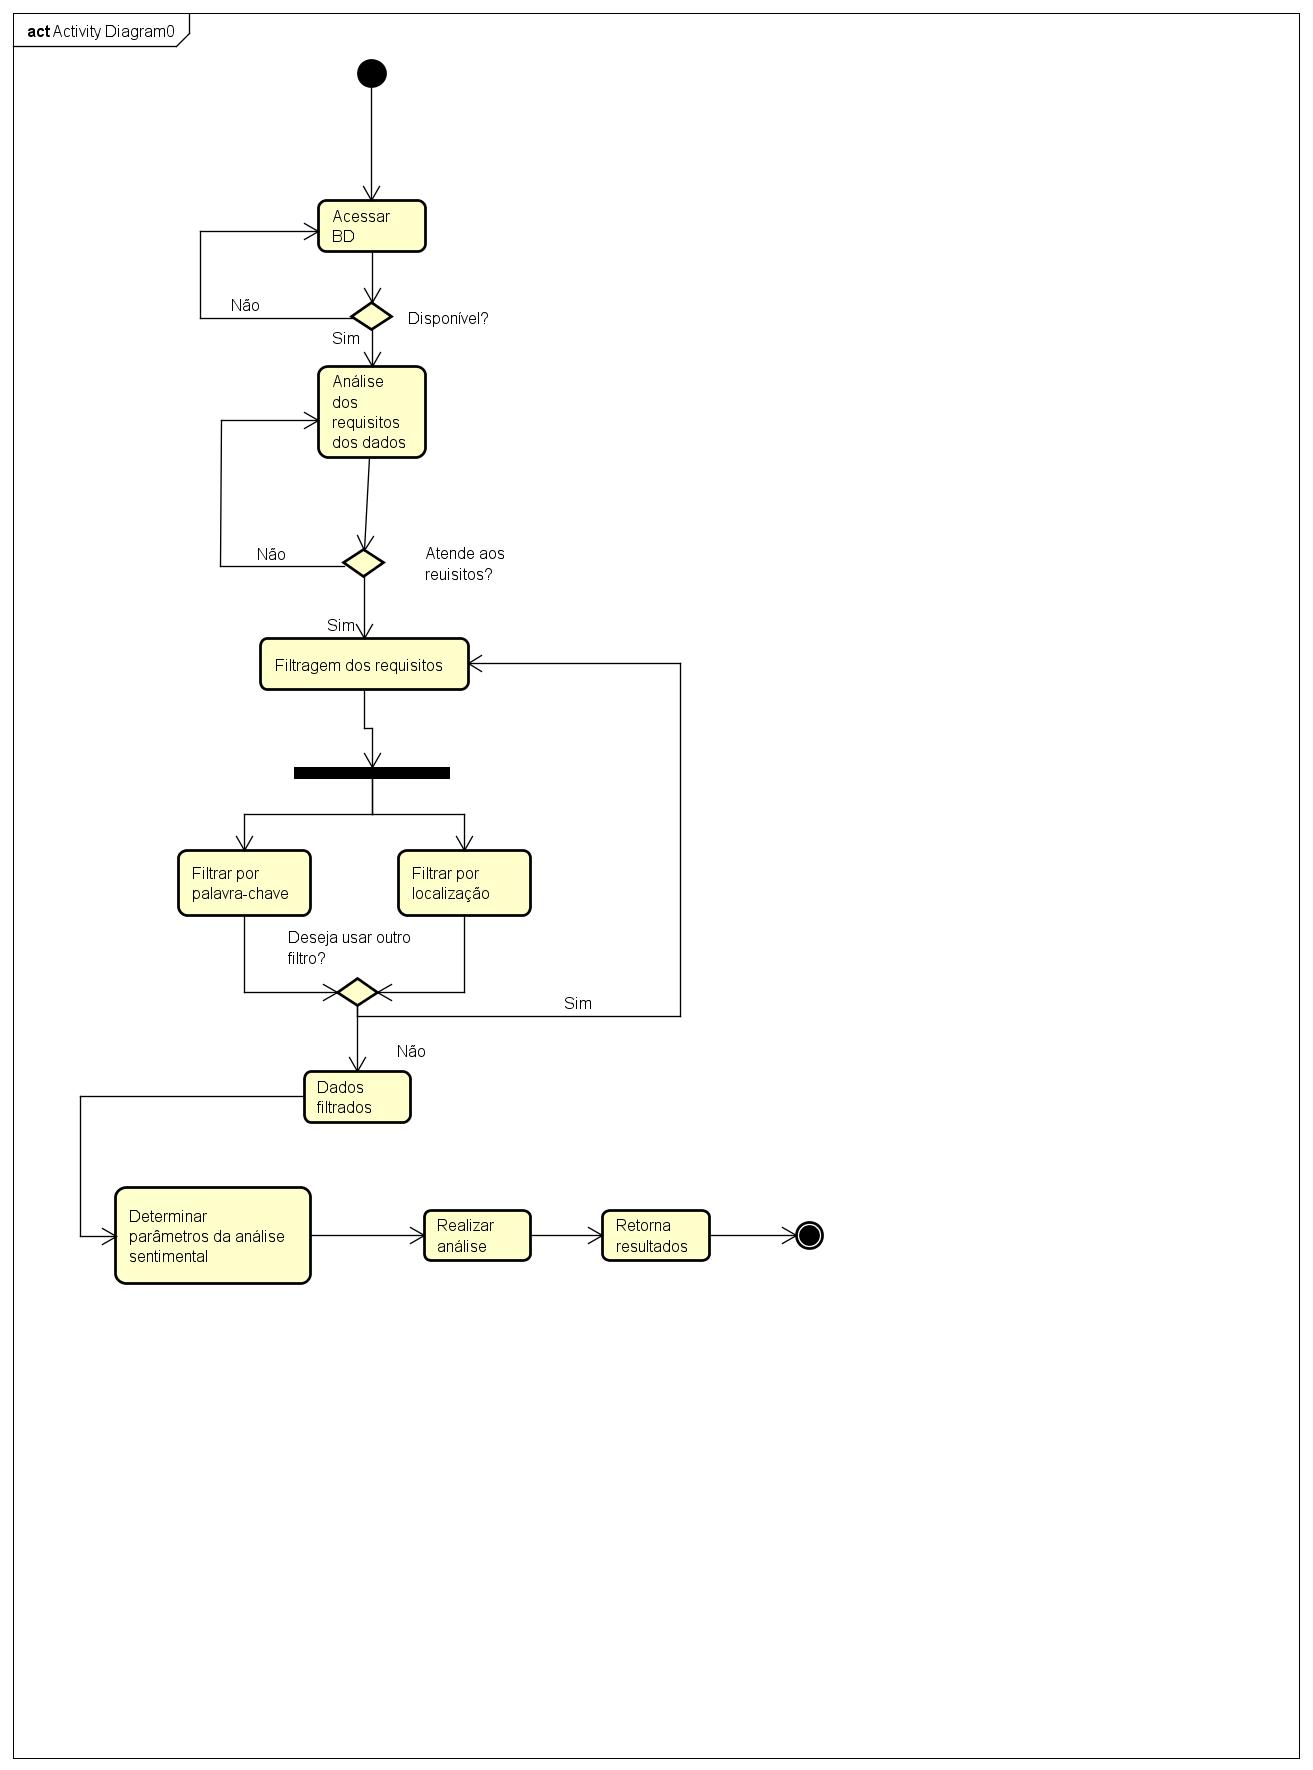 act Activity Diagram0
Acessar
BD
Não
Disponível?
Sim
Análise
dos
requisitos
dos dados
Não
Atende aos
reuisitos?
Sim
Filtragem dos requisitos
Filtrar por
palavra-chave
Filtrar por
localização
Deseja usar outro
filtro?
Sim
Não
Dados
filtrados
Determinar
parâmetros da análise
sentimental
Realizar
análise
Retorna
resultados